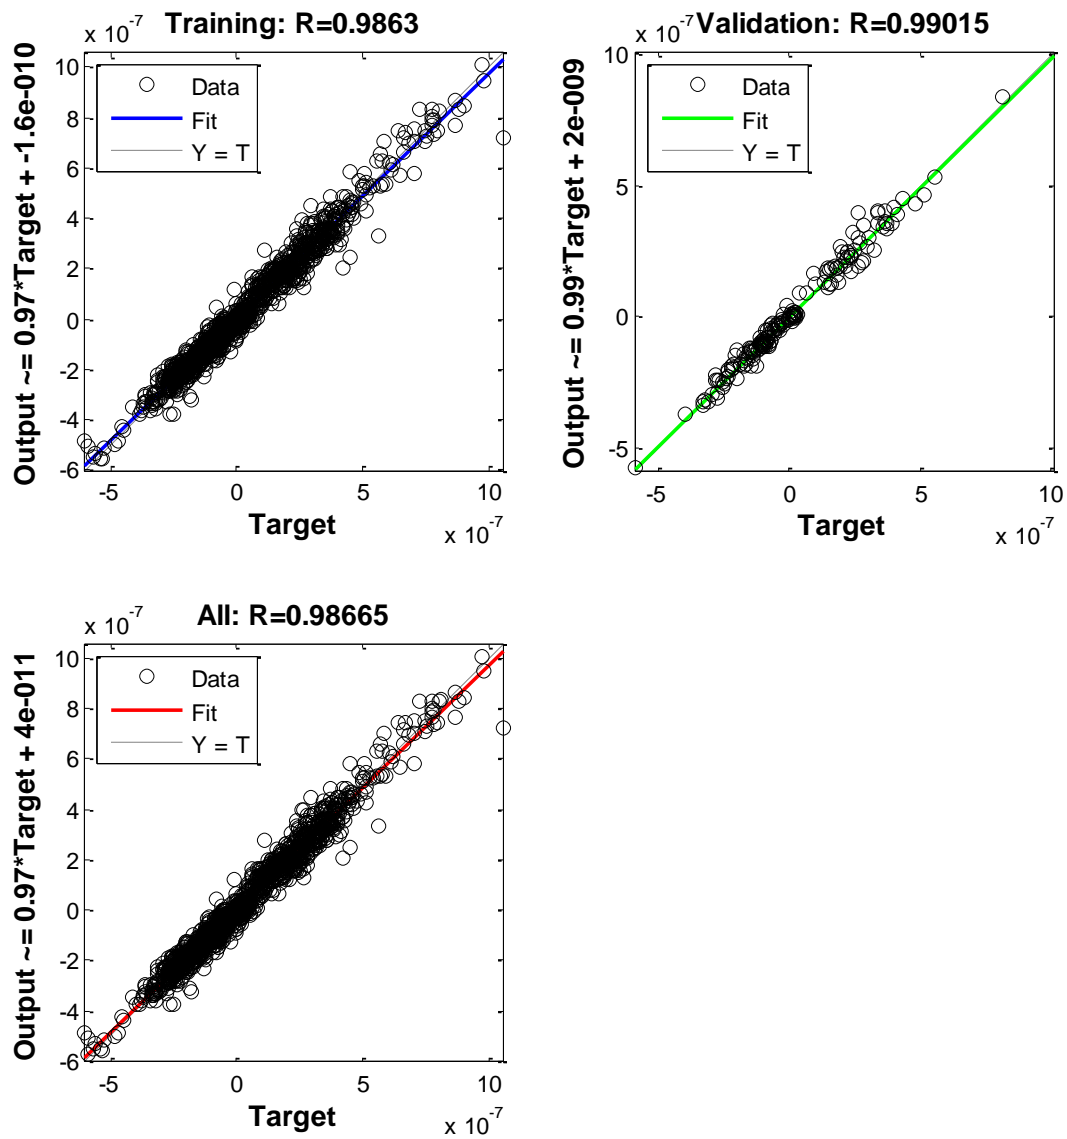 Training: R=0.9863
x 10^-7
Output ~= 0.97*Target + -1.6e-010
10
8
6
4
2
0
-2
-4
-6
Data
Fit
Y = T
-5 0 5 10
Target
x 10^-7
Validation: R=0.99015
x 10^-7
Output ~= 0.99*Target + 2e-009
10
5
0
-5
Data
Fit
Y = T
-5 0 5 10
Target
x 10^-7
All: R=0.98665
x 10^-7
Output ~= 0.97*Target + 4e-011
10
8
6
4
2
0
-2
-4
-6
Data
Fit
Y = T
-5 0 5 10
Target
x 10^-7